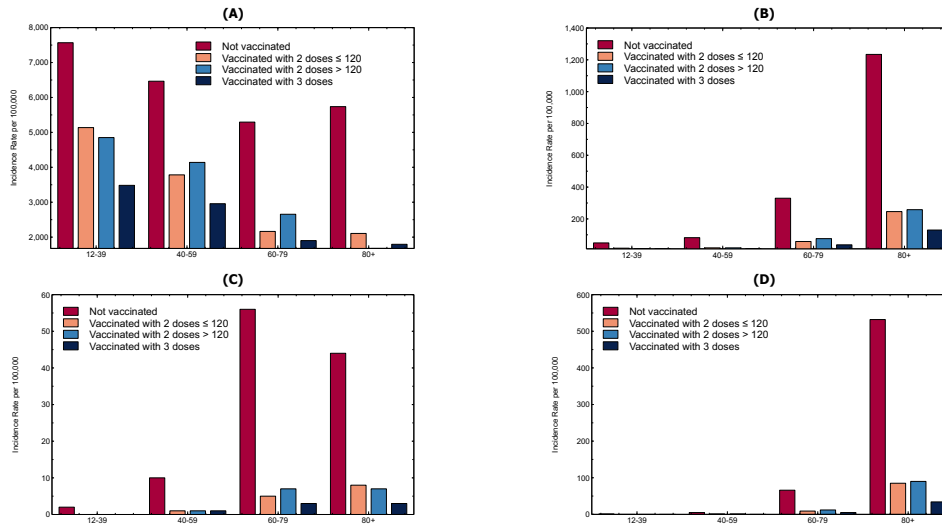 (A)
8,000
7,000
6,000
5,000
4,000
3,000
2,000
Incidence Rate per 100,000
Not vaccinated
Vaccinated with 2 doses ≤ 120
Vaccinated with 2 doses > 120
Vaccinated with 3 doses
12-39
40-59
60-79
80+
(B)
1,400
1,200
1,000
800
600
400
200
Incidence Rate per 100,000
Not vaccinated
Vaccinated with 2 doses ≤ 120
Vaccinated with 2 doses > 120
Vaccinated with 3 doses
12-39
40-59
60-79
80+
(C)
60
50
40
30
20
10
0
Incidence Rate per 100,000
Not vaccinated
Vaccinated with 2 doses ≤ 120
Vaccinated with 2 doses > 120
Vaccinated with 3 doses
12-39
40-59
60-79
80+
(D)
600
500
400
300
200
100
0
Incidence Rate per 100,000
Not vaccinated
Vaccinated with 2 doses ≤ 120
Vaccinated with 2 doses > 120
Vaccinated with 3 doses
12-39
40-59
60-79
80+